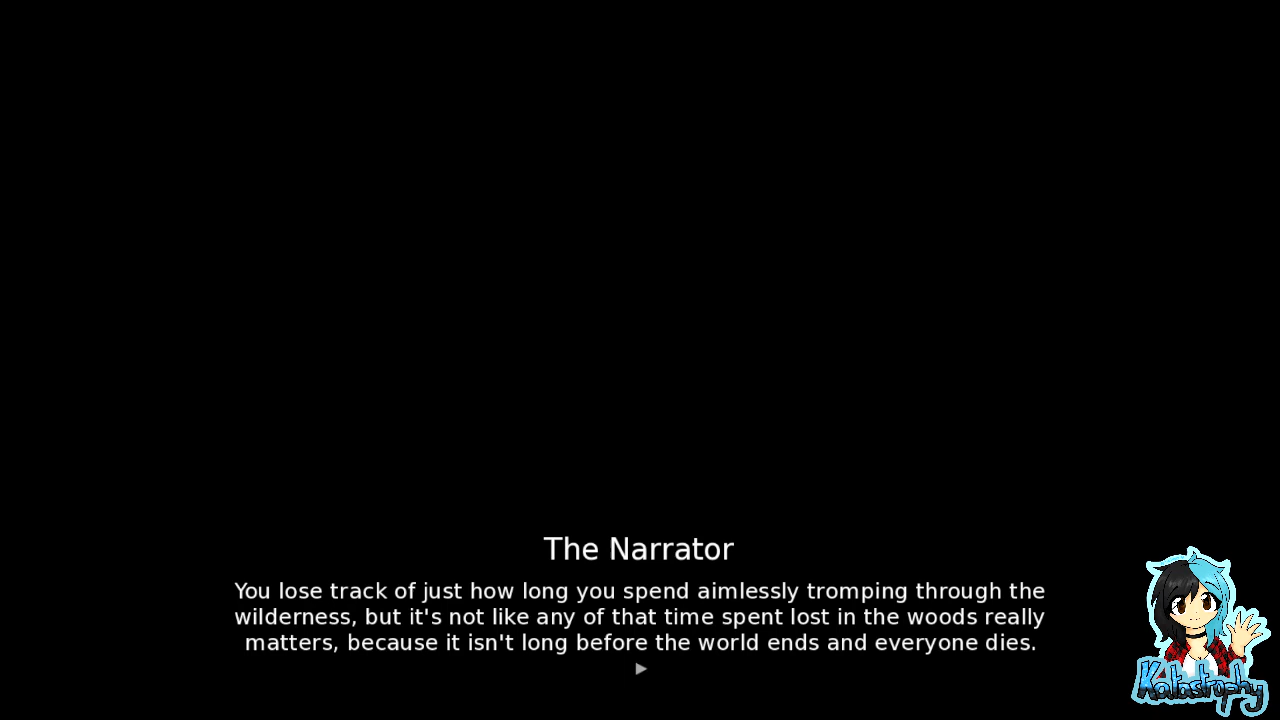 The Narrator
You lose track of just how long you spend aimlessly tromping through the
wilderness, but it's not like any of that time spent lost in the woods really
matters, because it isn't long before the world ends and everyone dies.
Katastrophy